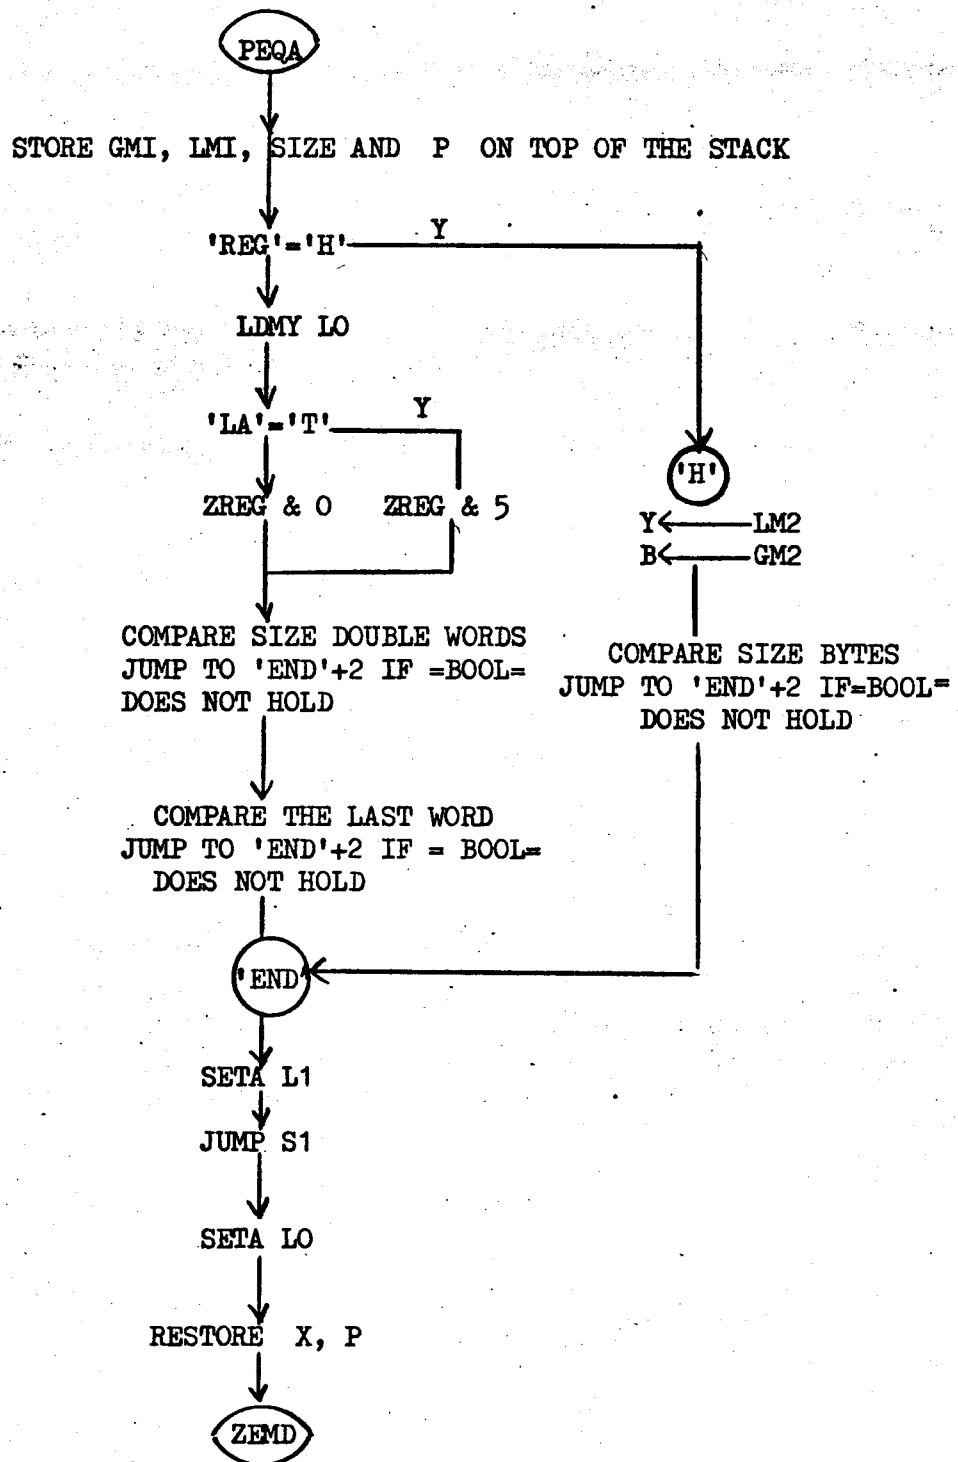 PEQA
STORE GMI, LMI, SIZE AND P ON TOP OF THE STACK
'REG'='H'
Y
LDMY LO
'LA'='T'
Y
ZREG & 0
ZREG & 5
COMPARE SIZE DOUBLE WORDS
JUMP TO 'END'+2 IF =BOOL=
DOES NOT HOLD
COMPARE THE LAST WORD
JUMP TO 'END'+2 IF = BOOL=
DOES NOT HOLD
'H'
Y LM2
B GM2
COMPARE SIZE BYTES
JUMP TO 'END'+2 IF=BOOL=
DOES NOT HOLD
'END'
SETA L1
JUMP S1
SETA LO
RESTORE X, P
ZEMD